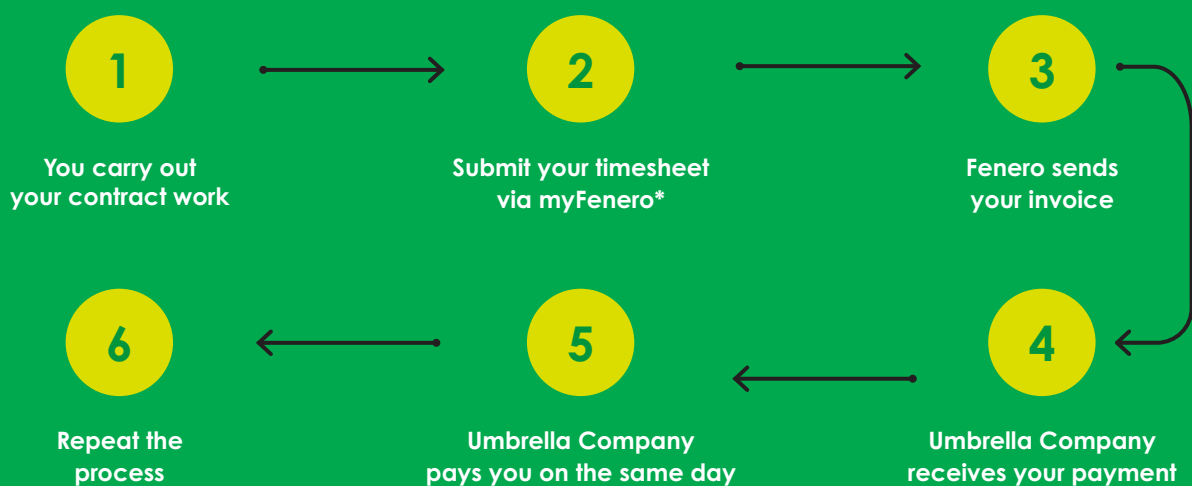 1
You carry out
your contract work
2
Submit your timesheet
via myFenero*
3
Fenero sends
your invoice
4
Umbrella Company
receives your payment
5
Umbrella Company
pays you on the same day
6
Repeat the
process